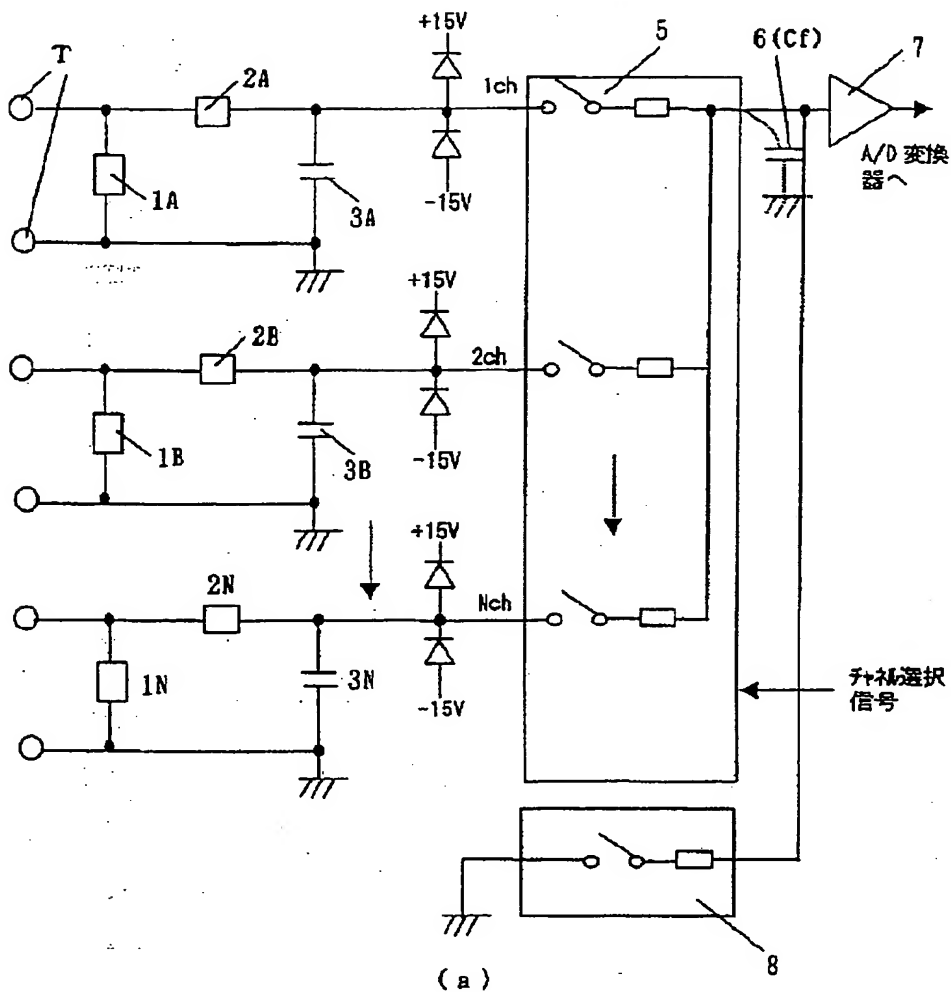 +15V
5
6(Cf)
7
T
2A
1ch
1A
3A
-15V
A/D 変換
器へ
+15V
2B
2ch
1B
3B
-15V
+15V
2N
Nch
1N
3N
-15V
チャネル選択
信号
8
(a)